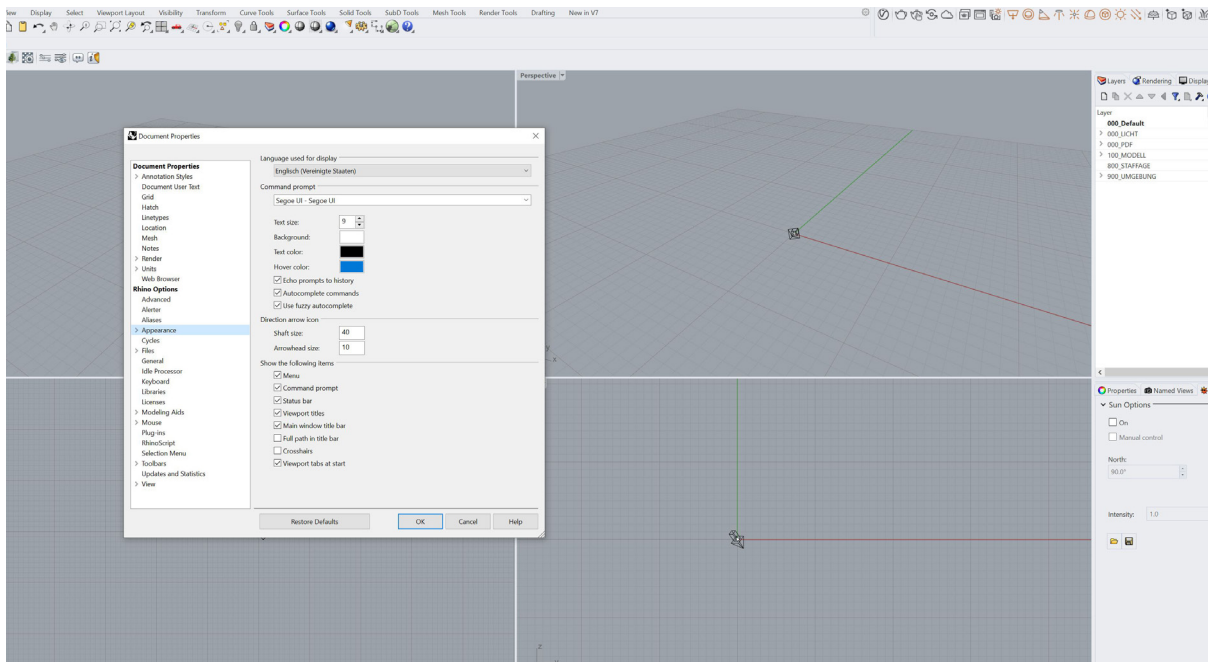 Display Select Viewport Layout Visibility Transform Curve Tools Surface Tools Solid Tools SubD Tools Mesh Tools Render Tools Drafting New in V7
Perspective
Layers Rendering Display
Layer
000_Default
000_LICHT
000_PDF
100_MODELL
800_STAFFAGE
900_UMGEBUNG
Document Properties
Document Properties
Annotation Styles
Document User Text
Grid
Hatch
Linetypes
Location
Mesh
Notes
Render
Units
Web Browser
Rhino Options
Advanced
Alerter
Aliases
Appearance
Cycles
Files
General
Idle Processor
Keyboard
Libraries
Licenses
Modeling Aids
Mouse
Plug-ins
RhinoScript
Selection Menu
Toolbars
Updates and Statistics
View
Language used for display
Englisch (Vereinigte Staaten)
Command prompt
Segoe UI - Segoe UI
Text size: 9
Background:
Text color:
Hover color:
Echo prompts to history
Autocomplete commands
Use fuzzy autocomplete
Direction arrow icon
Shaft size: 40
Arrowhead size: 10
Show the following items
Menu
Command prompt
Status bar
Viewport titles
Main window title bar
Full path in title bar
Crosshairs
Viewport tabs at start
Restore Defaults OK Cancel Help
y
x
z
Properties Named Views
Sun Options
On
Manual control
North:
90.0°
Intensity: 1.0